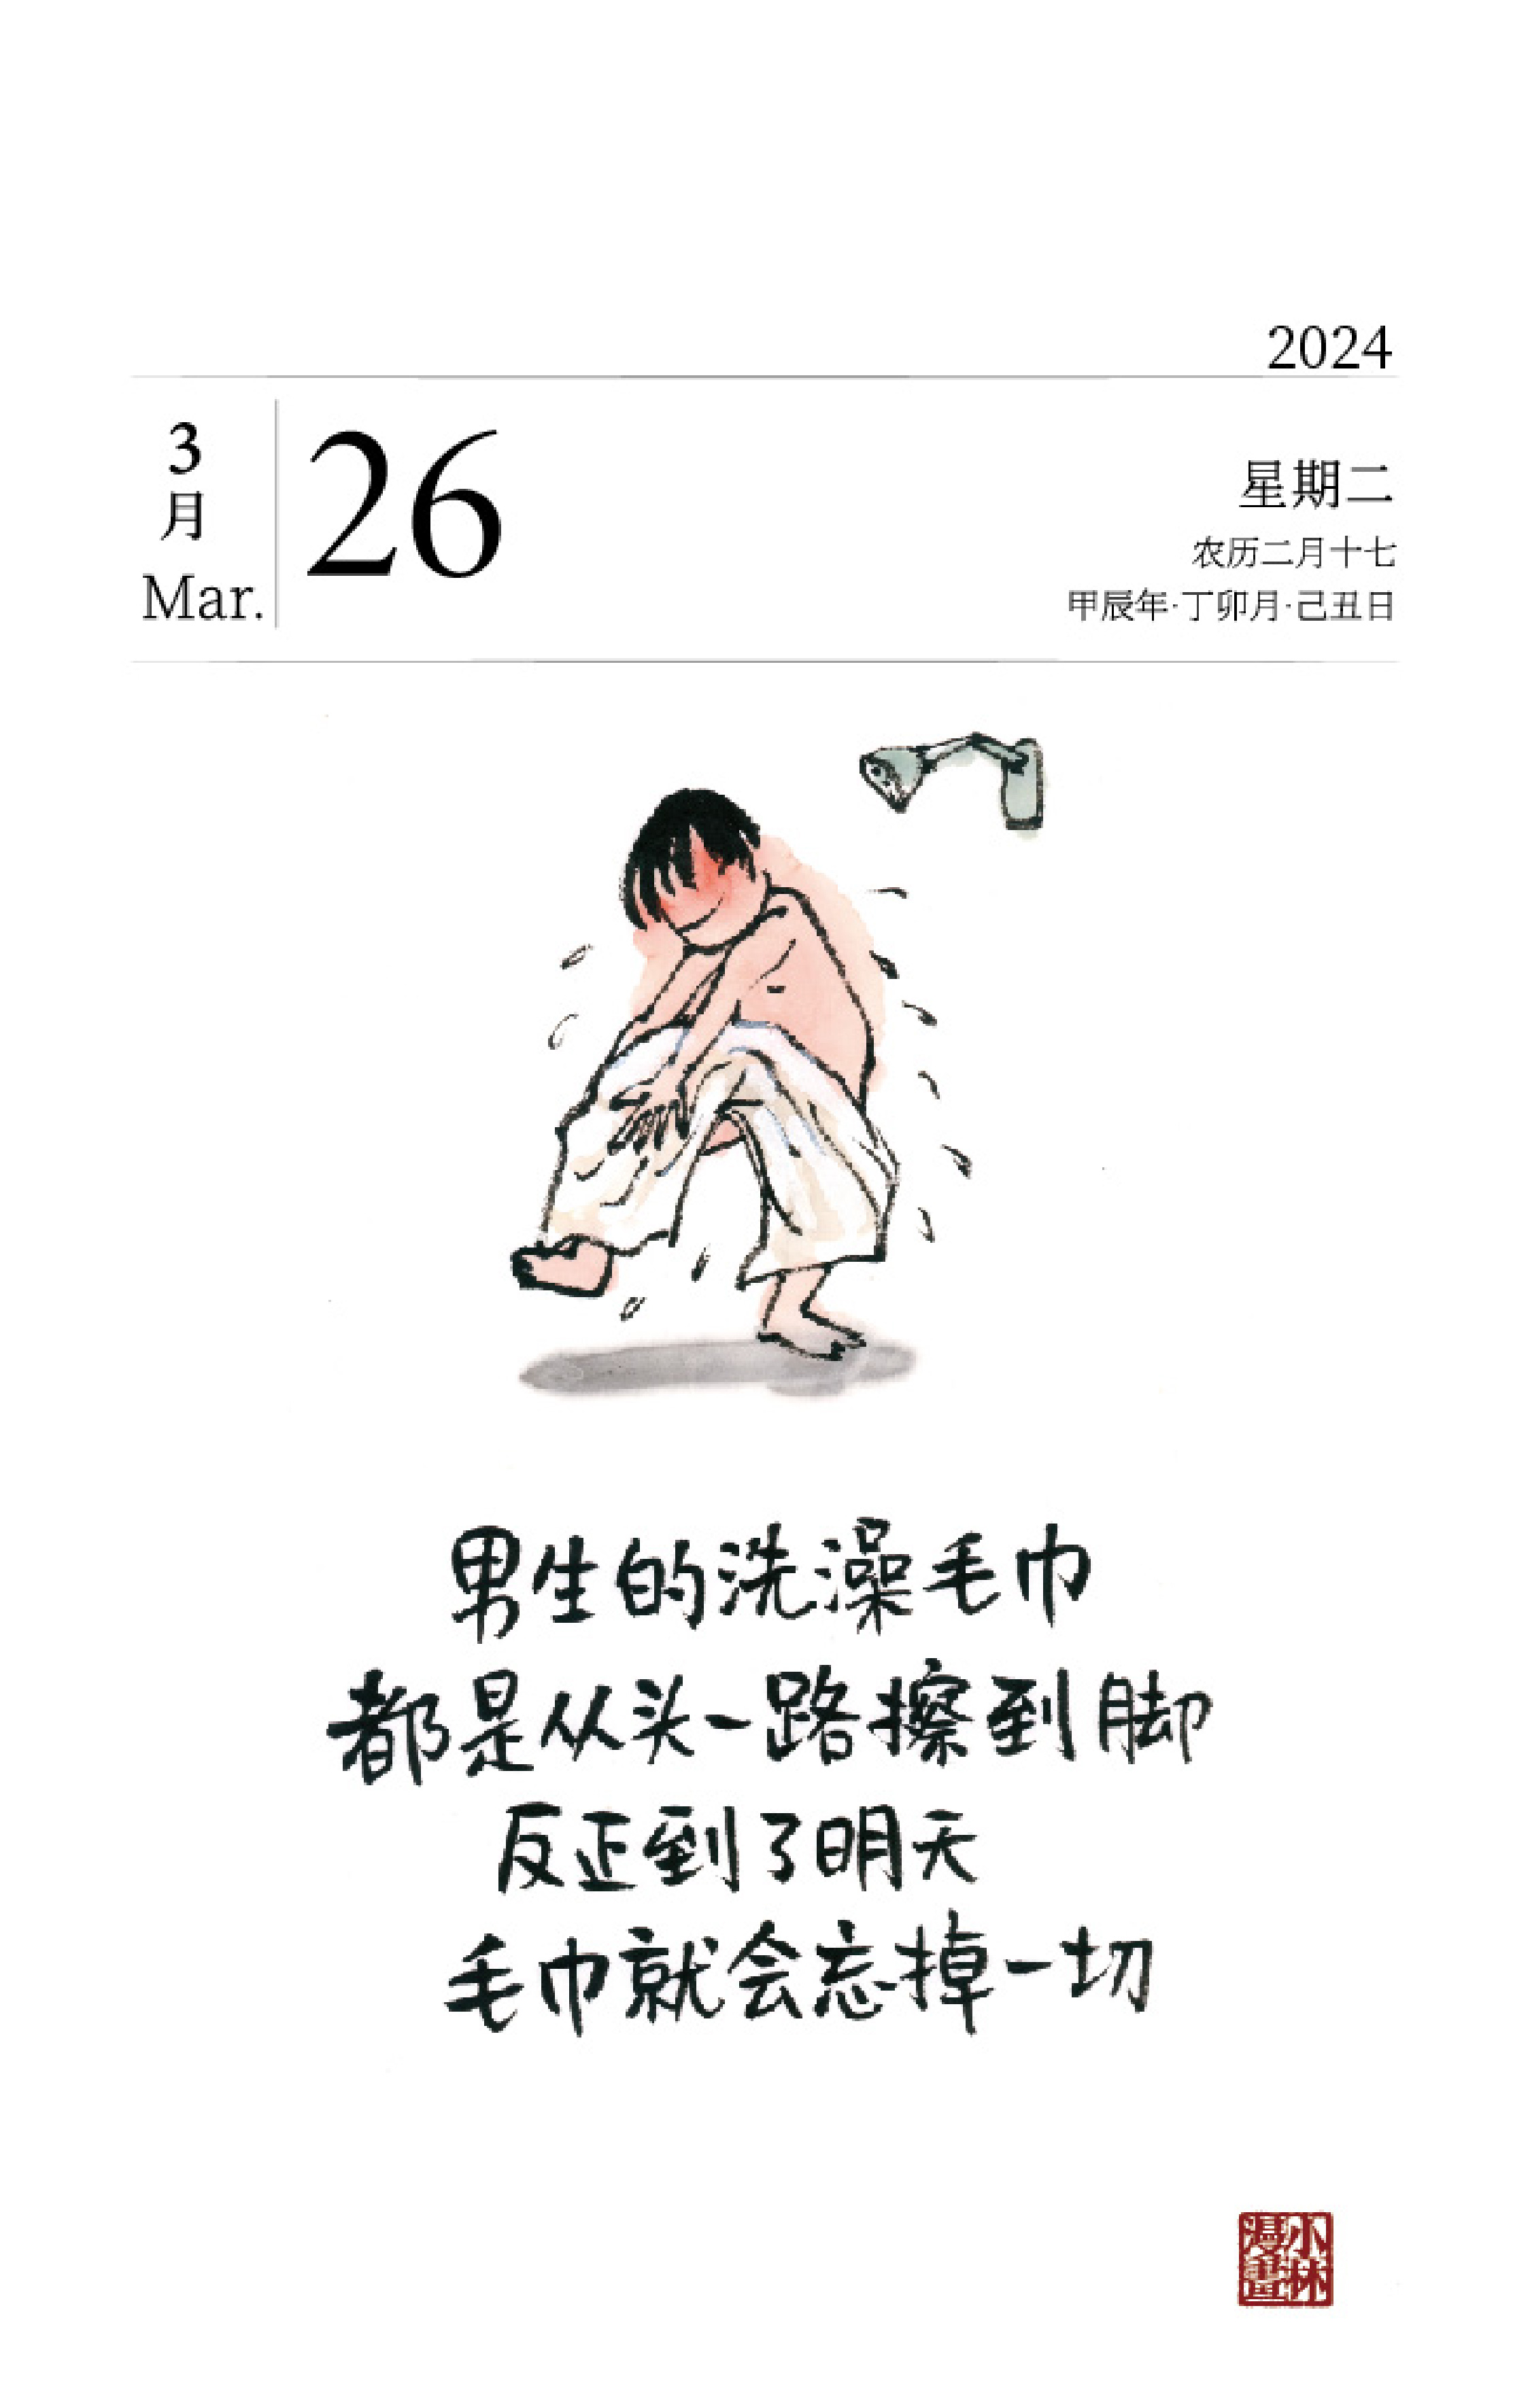 2024
3
月
Mar.
26
星期二
农历二月十七
甲辰年·丁卯月·己丑日
男生的洗澡毛巾
都是从头一路擦到脚
反正到了明天
毛巾就会忘掉一切
小林
漫畫